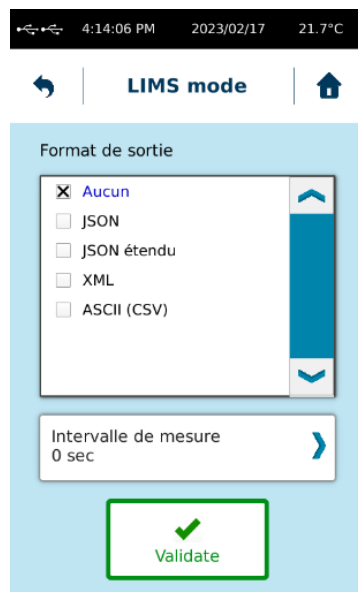 4:14:06 PM 2023/02/17 21.7°C
LIMS mode
Format de sortie
Aucun
JSON
JSON étendu
XML
ASCII (CSV)
Intervalle de mesure
0 sec
Validate